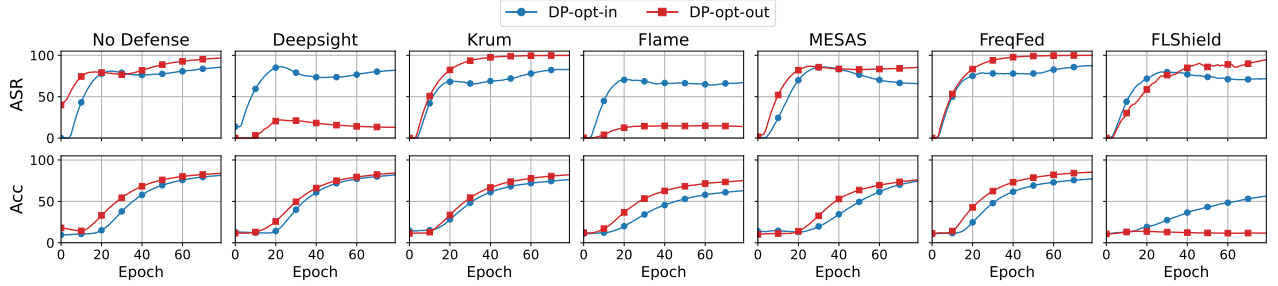 DP-opt-in DP-opt-out
No Defense Deepsight Krum Flame MESAS FreqFed FLShield
ASR
100
50
0
Acc
100
50
0
0 20 40 60 0 20 40 60 0 20 40 60 0 20 40 60 0 20 40 60 0 20 40 60 0 20 40 60
Epoch Epoch Epoch Epoch Epoch Epoch Epoch